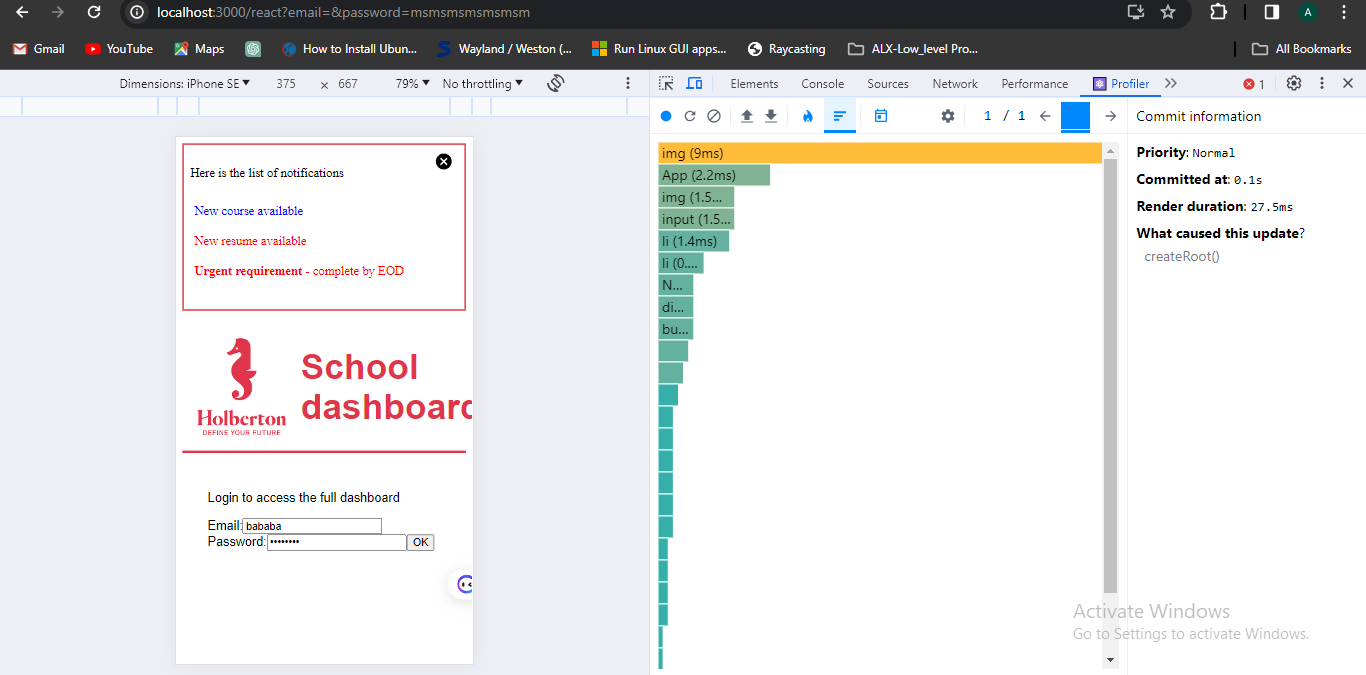 localhost:3000/react?email=&password=msmsmsmsmsmsm
A
Gmail YouTube Maps How to Install Ubun... Wayland / Weston (... Run Linux GUI apps... Raycasting ALX-Low_level Pro... All Bookmarks
Dimensions: iPhone SE 375 x 667 79% No throttling
Elements Console Sources Network Performance Profiler 1
1 / 1
Commit information
Priority: Normal
Committed at: 0.1s
Render duration: 27.5ms
What caused this update?
createRoot()
img (9ms)
App (2.2ms)
img (1.5...
input (1.5...
li (1.4ms)
li (0....
N...
di...
bu...
Here is the list of notifications
New course available
New resume available
Urgent requirement - complete by EOD
Holberton
DEFINE YOUR FUTURE
School
dashboard
Login to access the full dashboard
Email: bababa
Password: •••••••• OK
Activate Windows
Go to Settings to activate Windows.